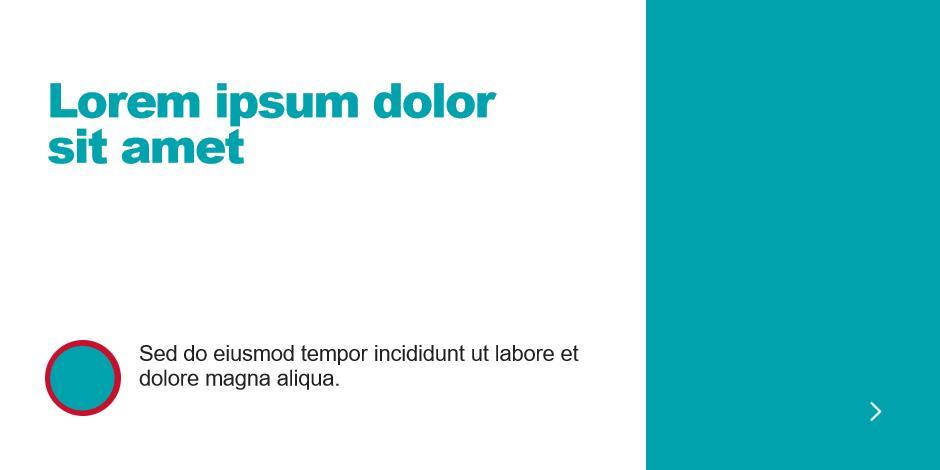 Lorem ipsum dolor
sit amet
Sed do eiusmod tempor incididunt ut labore et
dolore magna aliqua.